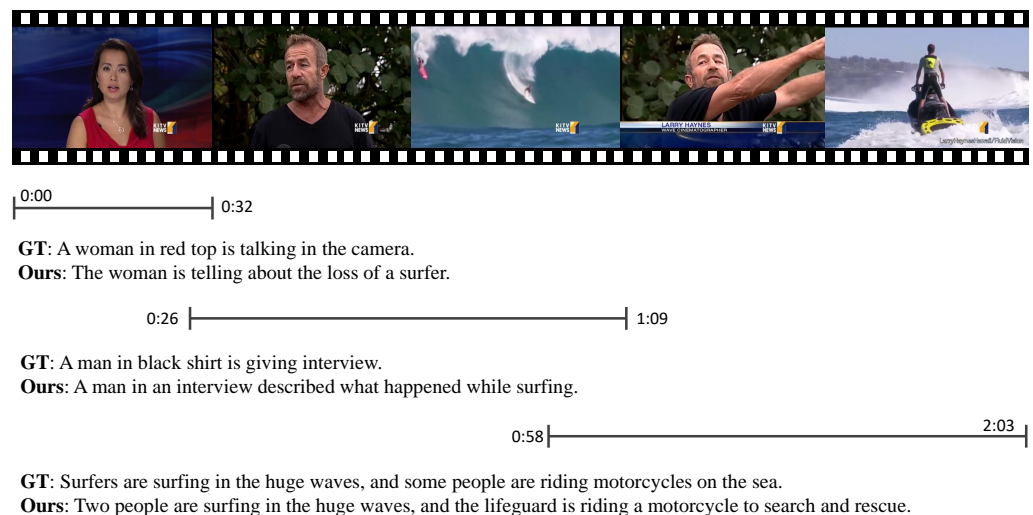 KITV
NEWS
KITV
NEWS
KITV
NEWS
LARRY HAYNES
WAVE CINEMATOGRAPHER
KITV
NEWS
0:00
0:32
GT: A woman in red top is talking in the camera.
Ours: The woman is telling about the loss of a surfer.
0:26
1:09
GT: A man in black shirt is giving interview.
Ours: A man in an interview described what happened while surfing.
0:58
2:03
GT: Surfers are surfing in the huge waves, and some people are riding motorcycles on the sea.
Ours: Two people are surfing in the huge waves, and the lifeguard is riding a motorcycle to search and rescue.